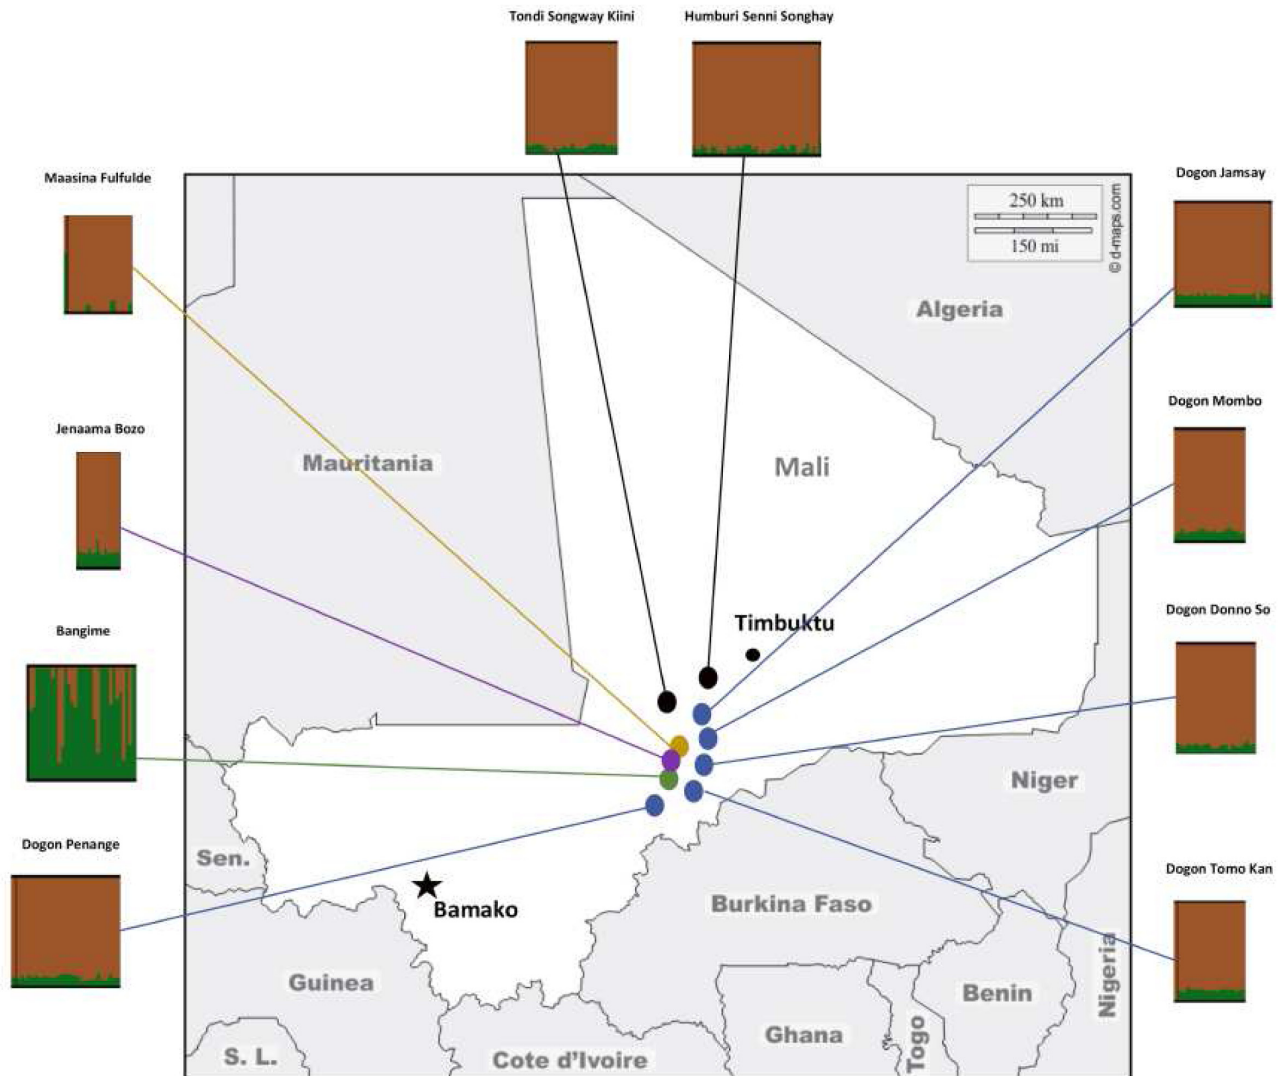 Tondi Songway Kiini
Humburi Senni Songhay
Maasina Fulfulde
Dogon Jamsay
250 km
150 mi
© d-maps.com
Algeria
Dogon Mombo
Jenaama Bozo
Mauritania
Mali
Dogon Donno So
Timbuktu
Bangime
Niger
Dogon Penange
Sen.
Dogon Tomo Kan
Bamako
Burkina Faso
Guinea
Benin
Nigeria
Ghana
Togo
S. L.
Cote d'Ivoire